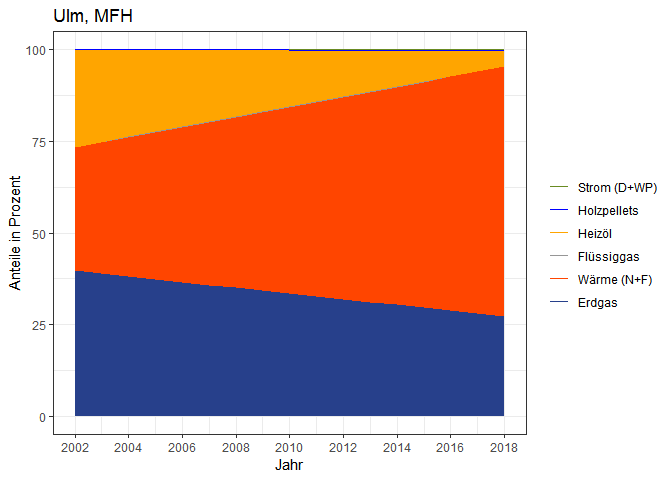 Ulm, MFH
100
75
50
25
0
Anteile in Prozent
2002 2004 2006 2008 2010 2012 2014 2016 2018
Jahr
Strom (D+WP)
Holzpellets
Heizöl
Flüssiggas
Wärme (N+F)
Erdgas